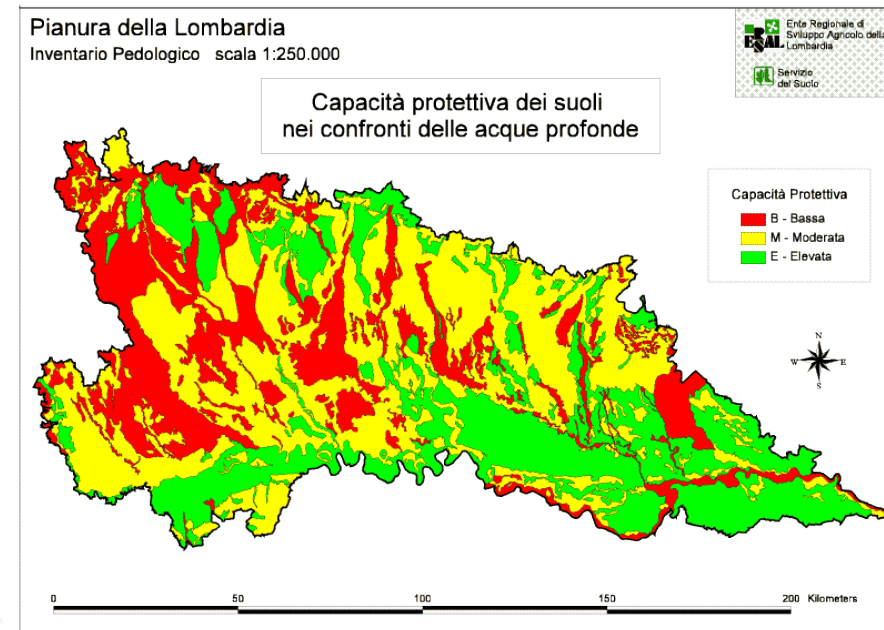 Pianura della Lombardia
Inventario Pedologico scala 1:250.000
ERSAL
Ente Regionale di
Sviluppo Agricolo della
Lombardia
Servizio
del Suolo
Capacità protettiva dei suoli
nei confronti delle acque profonde
Capacità Protettiva
B - Bassa
M - Moderata
E - Elevata
N
W E
S
0 50 100 150 200 Kilometers